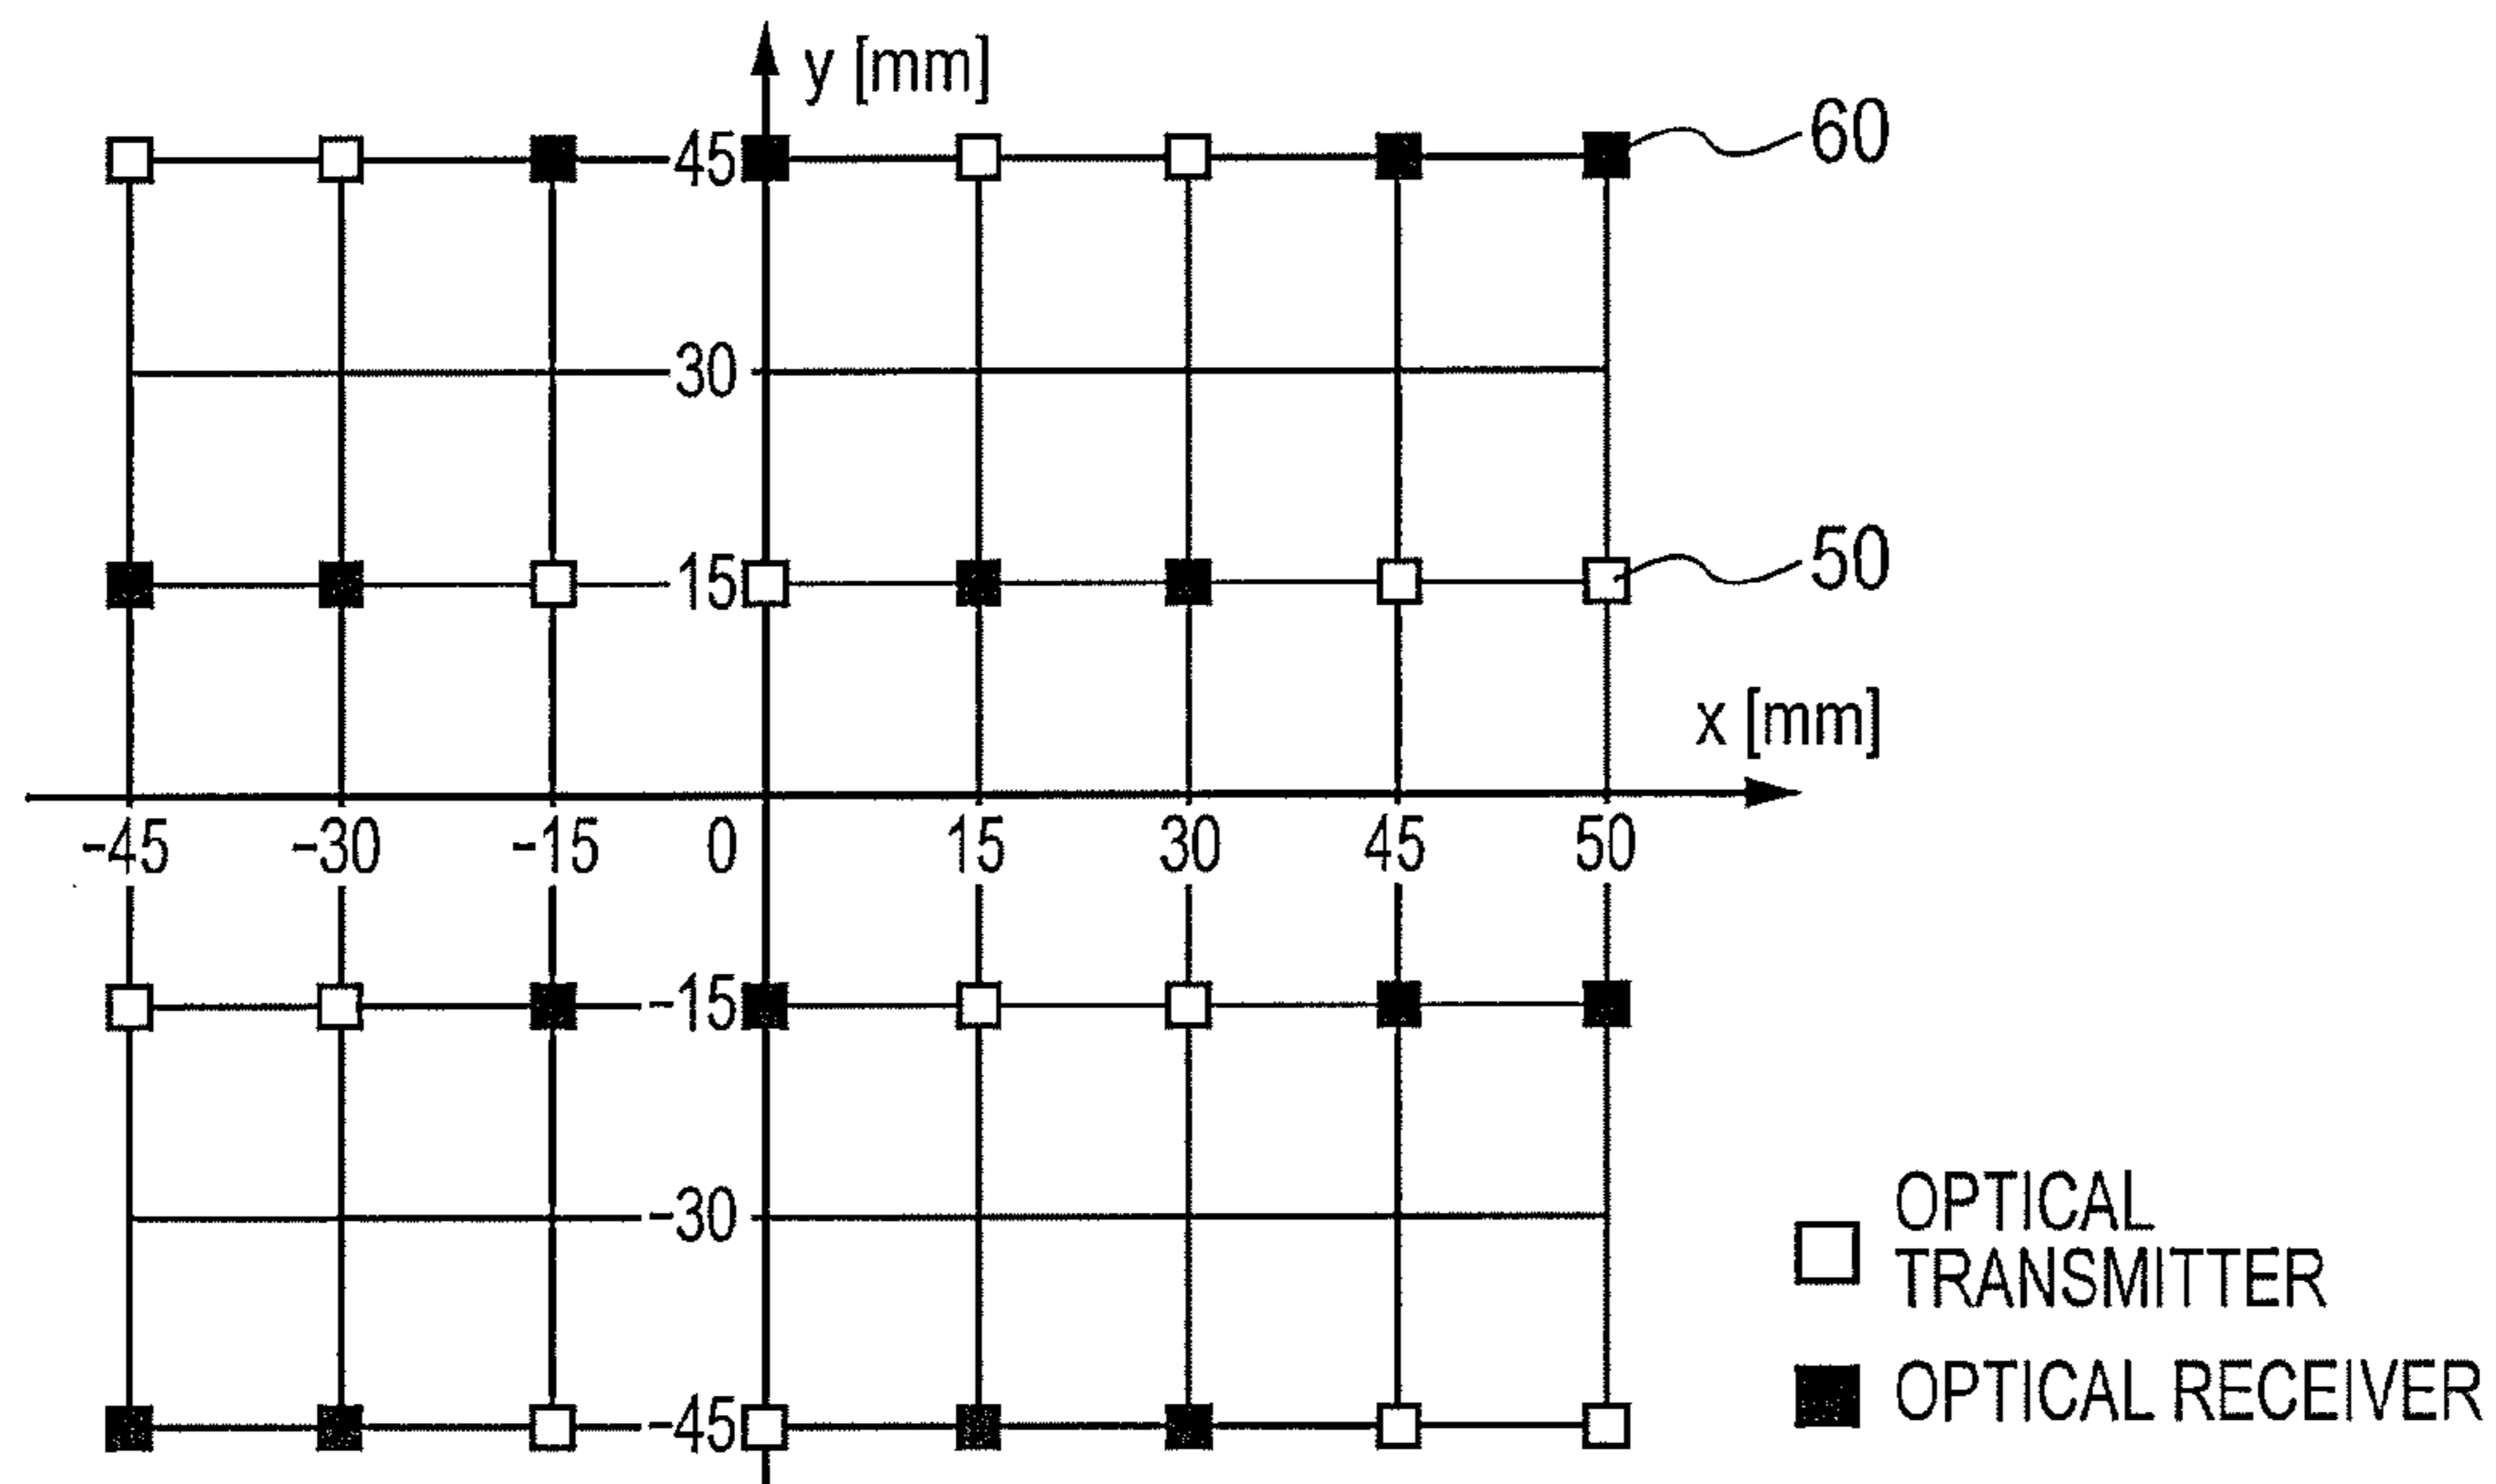 y [mm]
60
45
30
50
15
x [mm]
-45 -30 -15 0 15 30 45 50
-15
-30
-45
OPTICAL
TRANSMITTER
OPTICAL RECEIVER